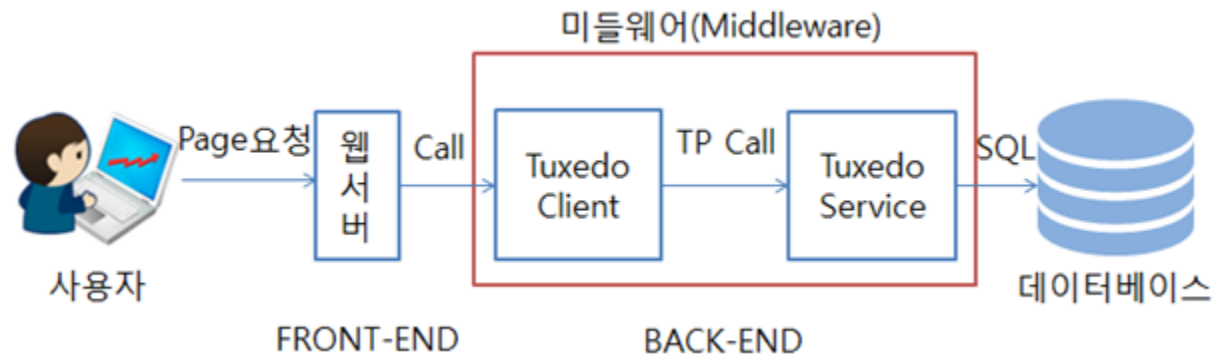 미들웨어(Middleware)
Page요청
웹
서
버
Call
Tuxedo
Client
TP Call
Tuxedo
Service
SQL
사용자
데이터베이스
FRONT-END
BACK-END